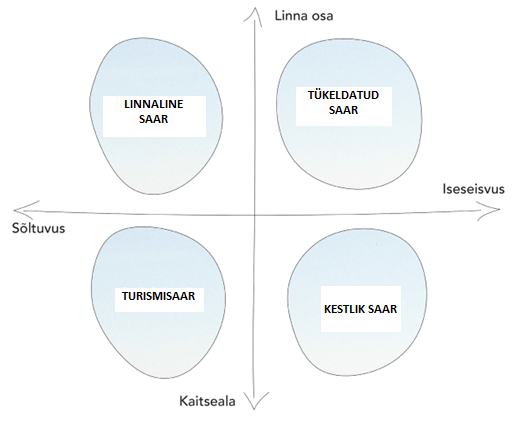 Linna osa
LINNALINE
SAAR
TÜKELDATUD
SAAR
Iseseisvus
Sõltuvus
TURISMISAAR
KESTLIK SAAR
Kaitseala